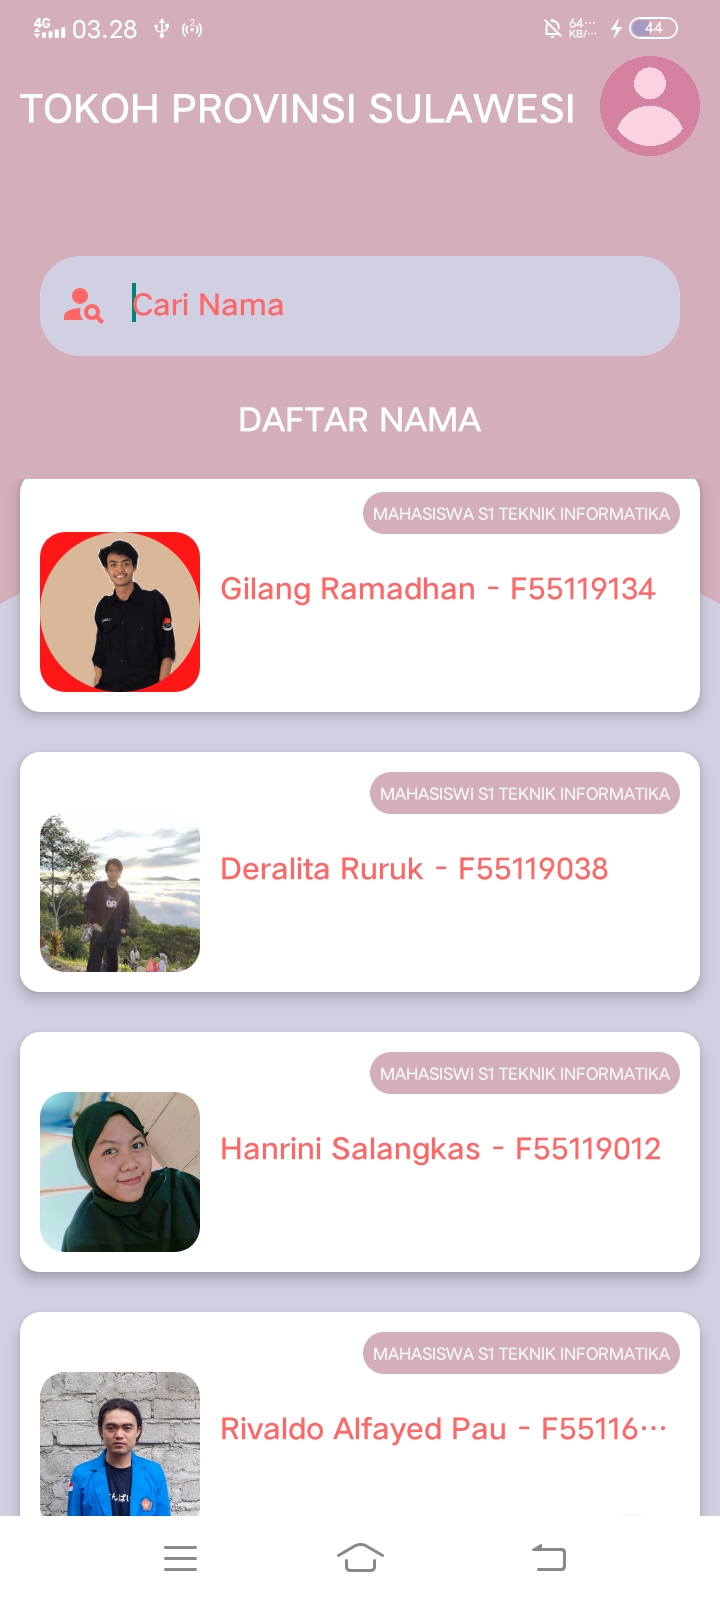 4G 03.28 2 64... KB/... 44
TOKOH PROVINSI SULAWESI
Cari Nama
DAFTAR NAMA
MAHASISWA S1 TEKNIK INFORMATIKA
Gilang Ramadhan - F55119134
MAHASISWI S1 TEKNIK INFORMATIKA
Deralita Ruruk - F55119038
MAHASISWI S1 TEKNIK INFORMATIKA
Hanrini Salangkas - F55119012
MAHASISWA S1 TEKNIK INFORMATIKA
Rivaldo Alfayed Pau - F55116...